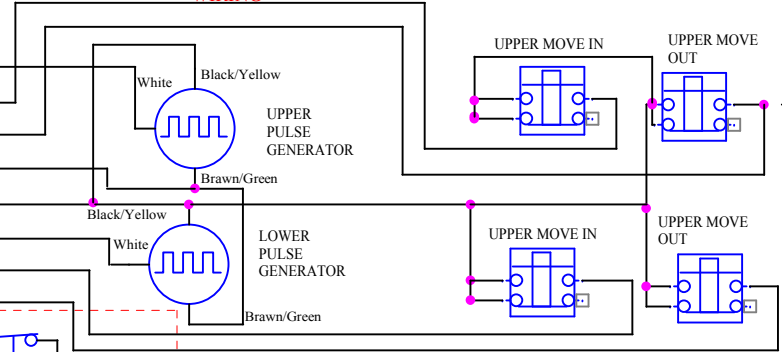 WIRING
UPPER MOVE IN
UPPER MOVE
OUT
White
Black/Yellow
UPPER
PULSE
GENERATOR
Brawn/Green
Black/Yellow
White
LOWER
PULSE
GENERATOR
Brawn/Green
UPPER MOVE IN
UPPER MOVE
OUT